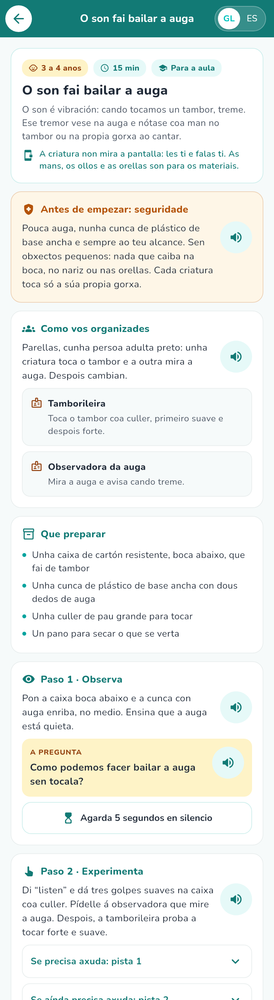 O son fai bailar a auga
GL ES
3 a 4 anos
15 min
Para a aula
O son fai bailar a auga
O son é vibración: cando tocamos un tambor, treme.
Ese tremor vese na auga e nótase coa man no
tambor ou na propia gorxa ao cantar.
A criatura non mira a pantalla: les ti e falas ti. As
mans, os ollos e as orellas son para os materiais.
Antes de empezar: seguridade
Pouca auga, nunha cunca de plástico de
base ancha e sempre ao teu alcance. Sen
obxectos pequenos: nada que caiba na
boca, no nariz ou nas orellas. Cada criatura
toca só a súa propia gorxa.
Como vos organizades
Parellas, cunha persoa adulta preto: unha
criatura toca o tambor e a outra mira a
auga. Despois cambian.
Tamborileira
Toca o tambor coa culler, primeiro suave e
despois forte.
Observadora da auga
Mira a auga e avisa cando treme.
Que preparar
Unha caixa de cartón resistente, boca abaixo, que
fai de tambor
Unha cunca de plástico de base ancha con dous
dedos de auga
Unha culler de pau grande para tocar
Un pano para secar o que se verta
Paso 1 · Observa
Pon a caixa boca abaixo e a cunca con
auga enriba, no medio. Ensina que a auga
está quieta.
A PREGUNTA
Como podemos facer bailar a auga
sen tocala?
Agarda 5 segundos en silencio
Paso 2 · Experimenta
Di “listen” e dá tres golpes suaves na caixa
coa culler. Pídelle á observadora que mire
a auga. Despois, a tamborileira proba a
tocar forte e suave.
Se precisa axuda: pista 1
Se aínda precisa axuda: pista 2